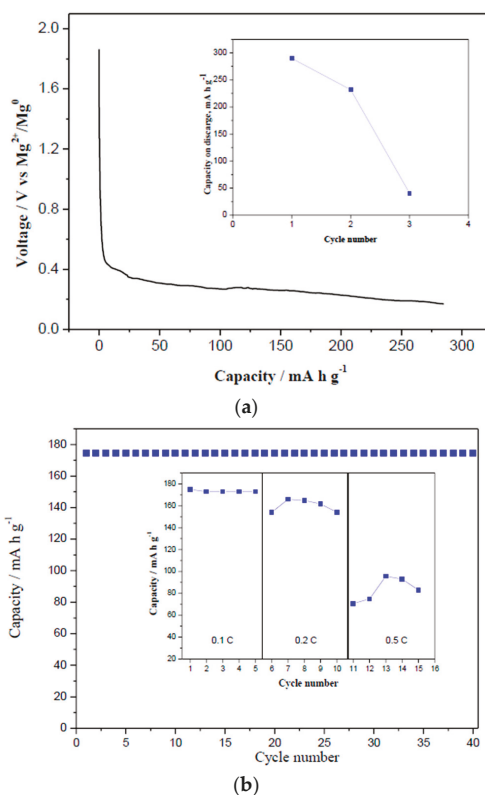 (a)
2.0
1.6
1.2
0.8
0.4
0.0
Voltage / V vs Mg2+/Mg0
0 50 100 150 200 250 300
Capacity / mA h g-1
300
250
200
150
100
50
0
Capacity on discarge, mA h g-1
0 1 2 3 4
Cycle number
(a)
180
160
140
120
100
80
60
40
20
0
Capacity / mA h g-1
0 5 10 15 20 25 30 35 40
Cycle number
180
160
140
120
100
80
60
40
20
Capacity / mA h g-1
0.1 C 0.2 C 0.5 C
1 2 3 4 5 6 7 8 9 10 11 12 13 14 15 16
Cycle number
(b)